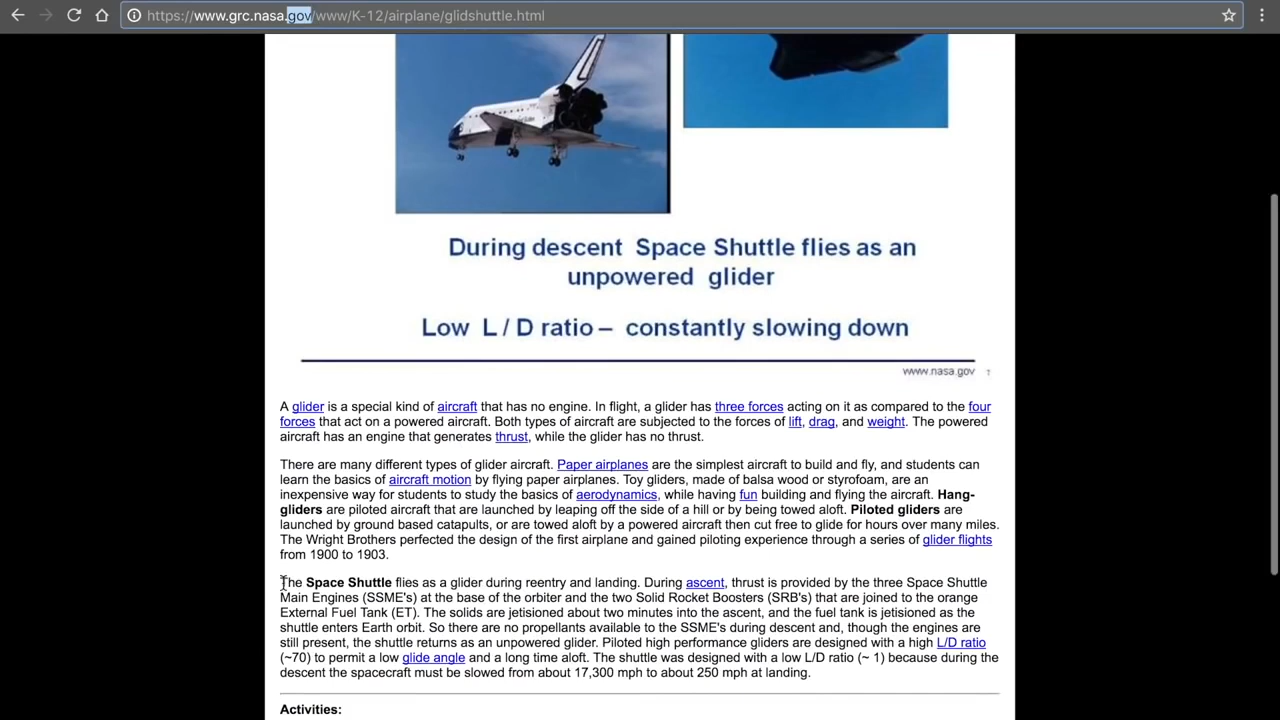 https://www.grc.nasa.gov/www/K-12/airplane/glidshuttle.html
During descent Space Shuttle flies as an
unpowered glider
Low L / D ratio – constantly slowing down
www.nasa.gov
A glider is a special kind of aircraft that has no engine. In flight, a glider has three forces acting on it as compared to the four
forces that act on a powered aircraft. Both types of aircraft are subjected to the forces of lift, drag, and weight. The powered
aircraft has an engine that generates thrust, while the glider has no thrust.
There are many different types of glider aircraft. Paper airplanes are the simplest aircraft to build and fly, and students can
learn the basics of aircraft motion by flying paper airplanes. Toy gliders, made of balsa wood or styrofoam, are an
inexpensive way for students to study the basics of aerodynamics, while having fun building and flying the aircraft. Hang-
gliders are piloted aircraft that are launched by leaping off the side of a hill or by being towed aloft. Piloted gliders are
launched by ground based catapults, or are towed aloft by a powered aircraft then cut free to glide for hours over many miles.
The Wright Brothers perfected the design of the first airplane and gained piloting experience through a series of glider flights
from 1900 to 1903.
The Space Shuttle flies as a glider during reentry and landing. During ascent, thrust is provided by the three Space Shuttle
Main Engines (SSME's) at the base of the orbiter and the two Solid Rocket Boosters (SRB's) that are joined to the orange
External Fuel Tank (ET). The solids are jetisioned about two minutes into the ascent, and the fuel tank is jetisioned as the
shuttle enters Earth orbit. So there are no propellants available to the SSME's during descent and, though the engines are
still present, the shuttle returns as an unpowered glider. Piloted high performance gliders are designed with a high L/D ratio
(~70) to permit a low glide angle and a long time aloft. The shuttle was designed with a low L/D ratio (~ 1) because during the
descent the spacecraft must be slowed from about 17,300 mph to about 250 mph at landing.
Activities: